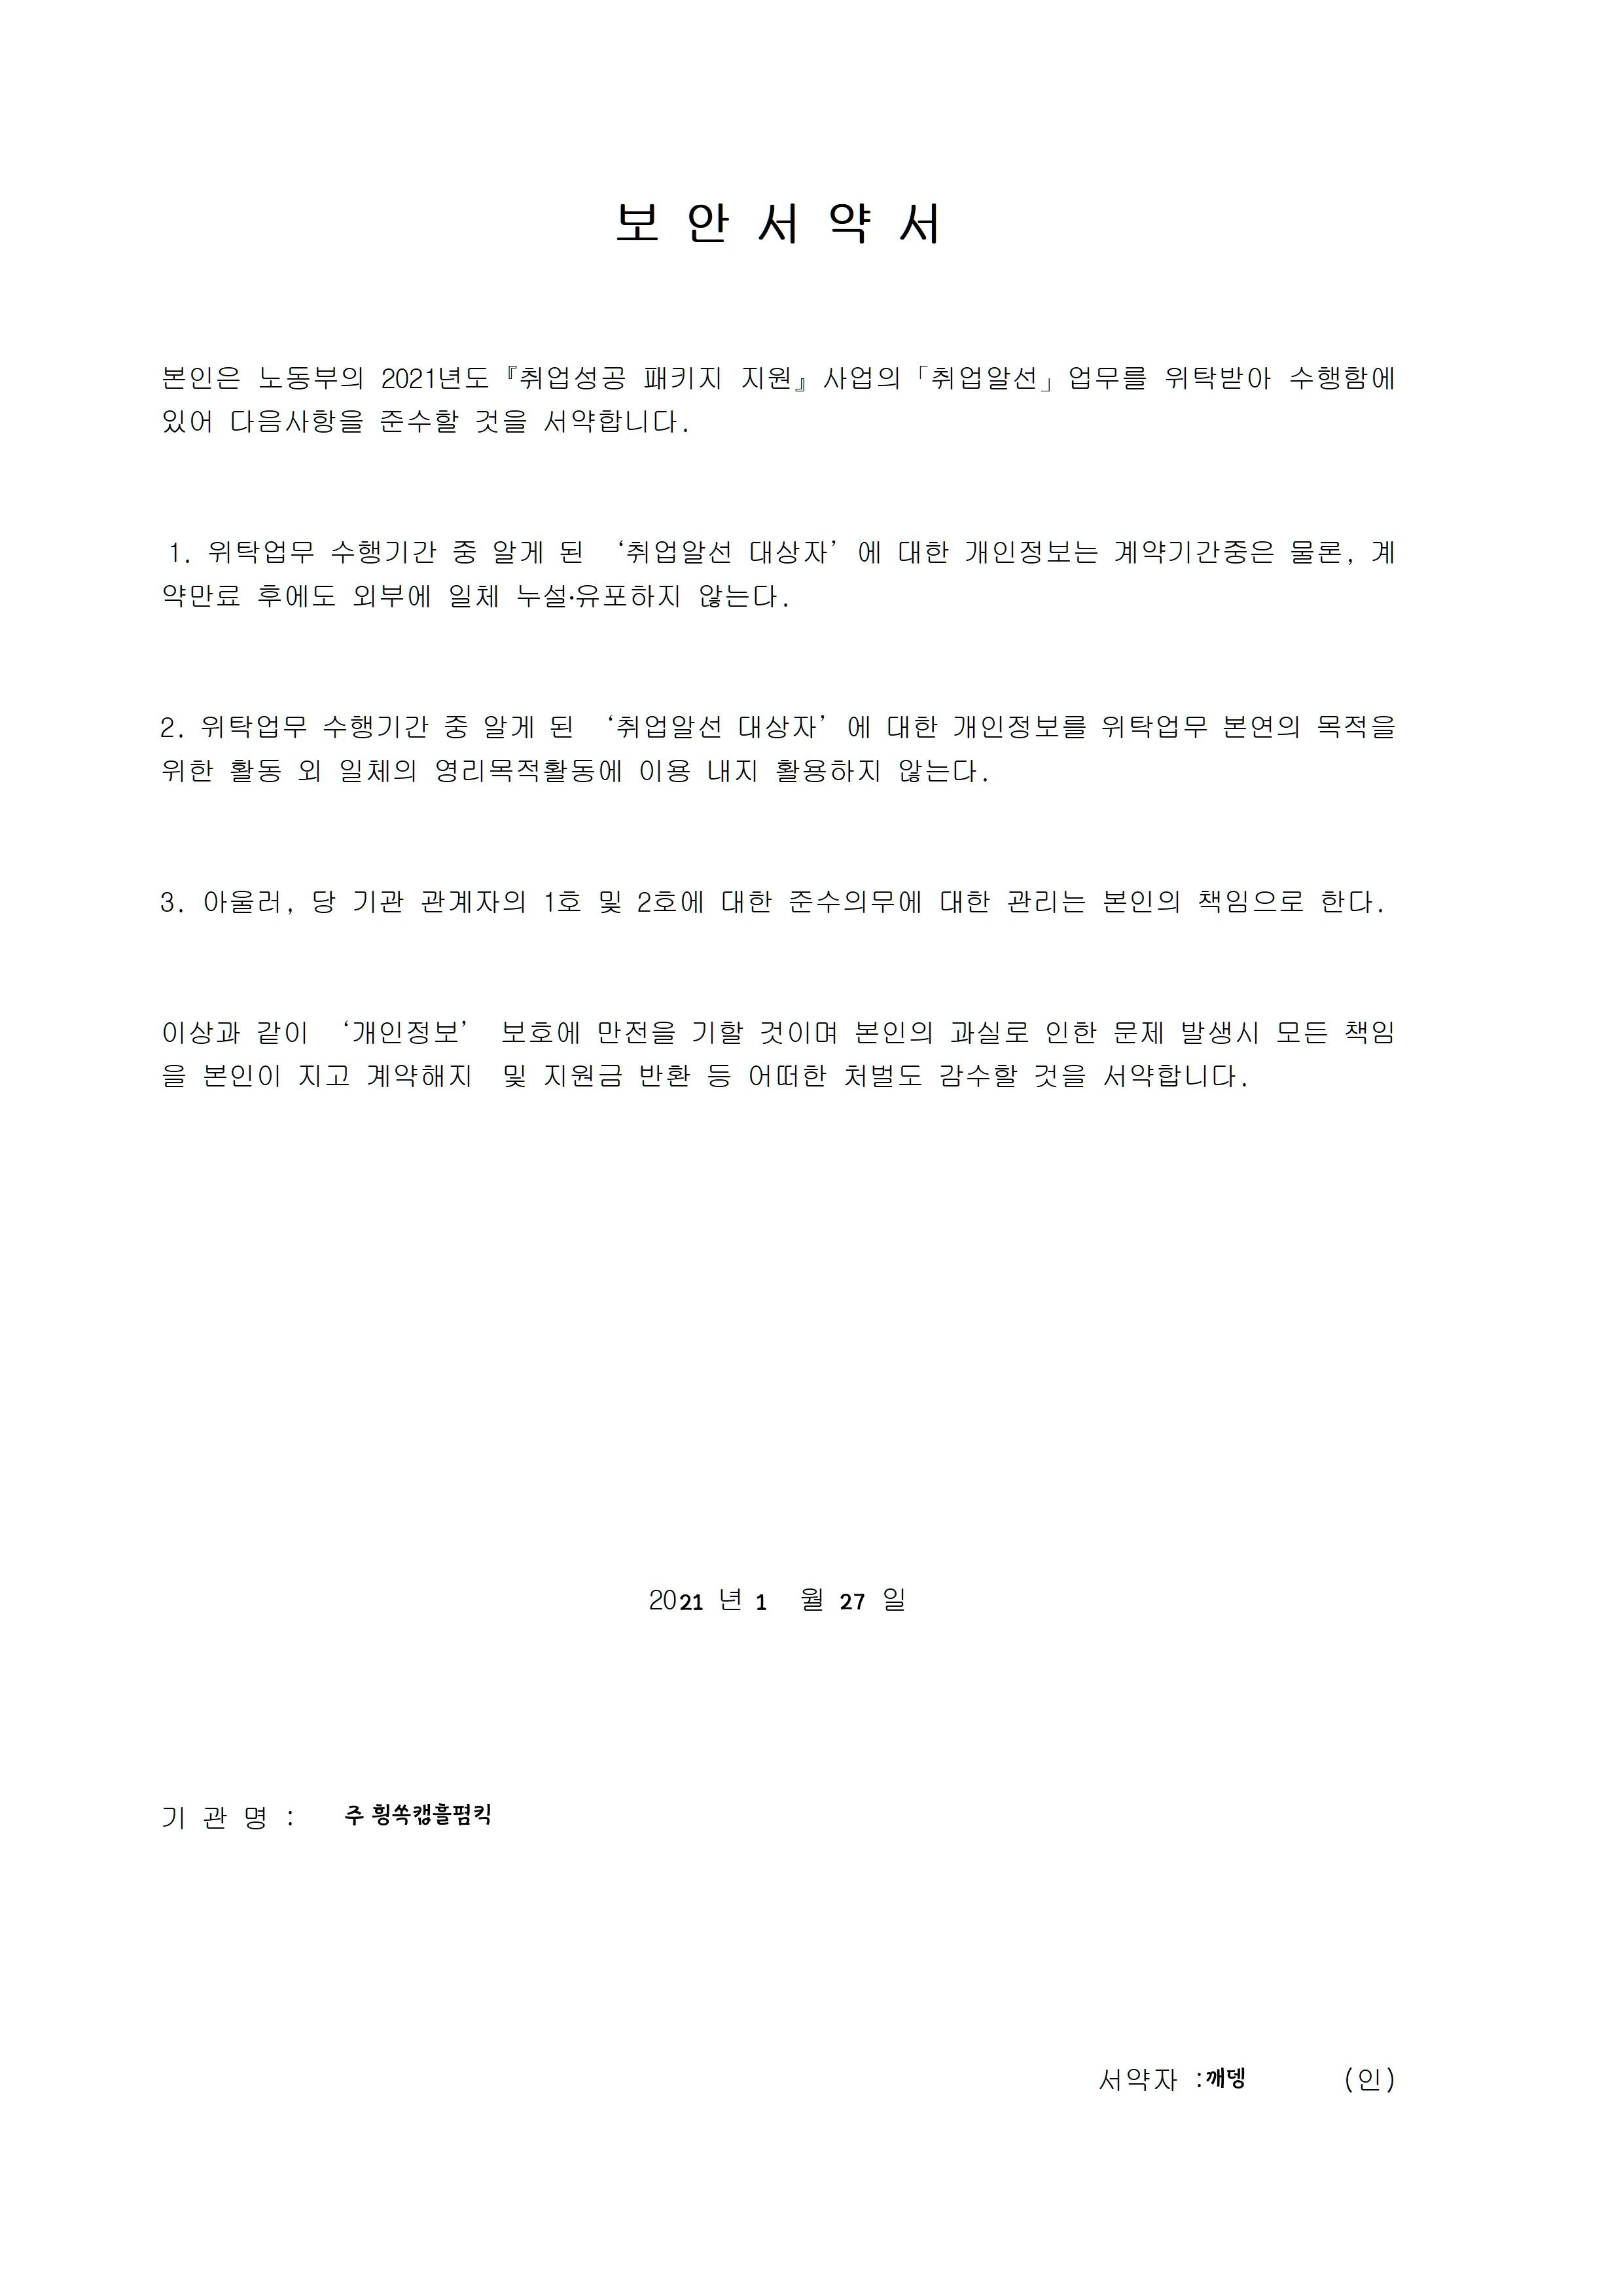 보 안 서 약 서
본인은 노동부의 2021년도『취업성공 패키지 지원』사업의「취업알선」업무를 위탁받아 수행함에
있어 다음사항을 준수할 것을 서약합니다.
1. 위탁업무 수행기간 중 알게 된 ‘취업알선 대상자’에 대한 개인정보는 계약기간중은 물론, 계
약만료 후에도 외부에 일체 누설·유포하지 않는다.
2. 위탁업무 수행기간 중 알게 된 ‘취업알선 대상자’에 대한 개인정보를 위탁업무 본연의 목적을
위한 활동 외 일체의 영리목적활동에 이용 내지 활용하지 않는다.
3. 아울러, 당 기관 관계자의 1호 및 2호에 대한 준수의무에 대한 관리는 본인의 책임으로 한다.
이상과 같이 ‘개인정보’ 보호에 만전을 기할 것이며 본인의 과실로 인한 문제 발생시 모든 책임
을 본인이 지고 계약해지 및 지원금 반환 등 어떠한 처벌도 감수할 것을 서약합니다.
2021 년 1 월 27 일
기 관 명 : 주 휭쏙캡흘펌킥
서약자 :깨뎅 (인)